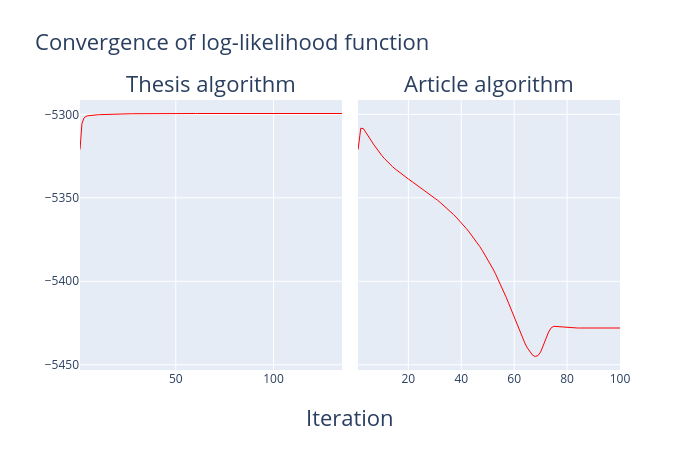 Convergence of log-likelihood function
Thesis algorithm
Article algorithm
−5300
−5350
−5400
−5450
50 100
20 40 60 80 100
Iteration